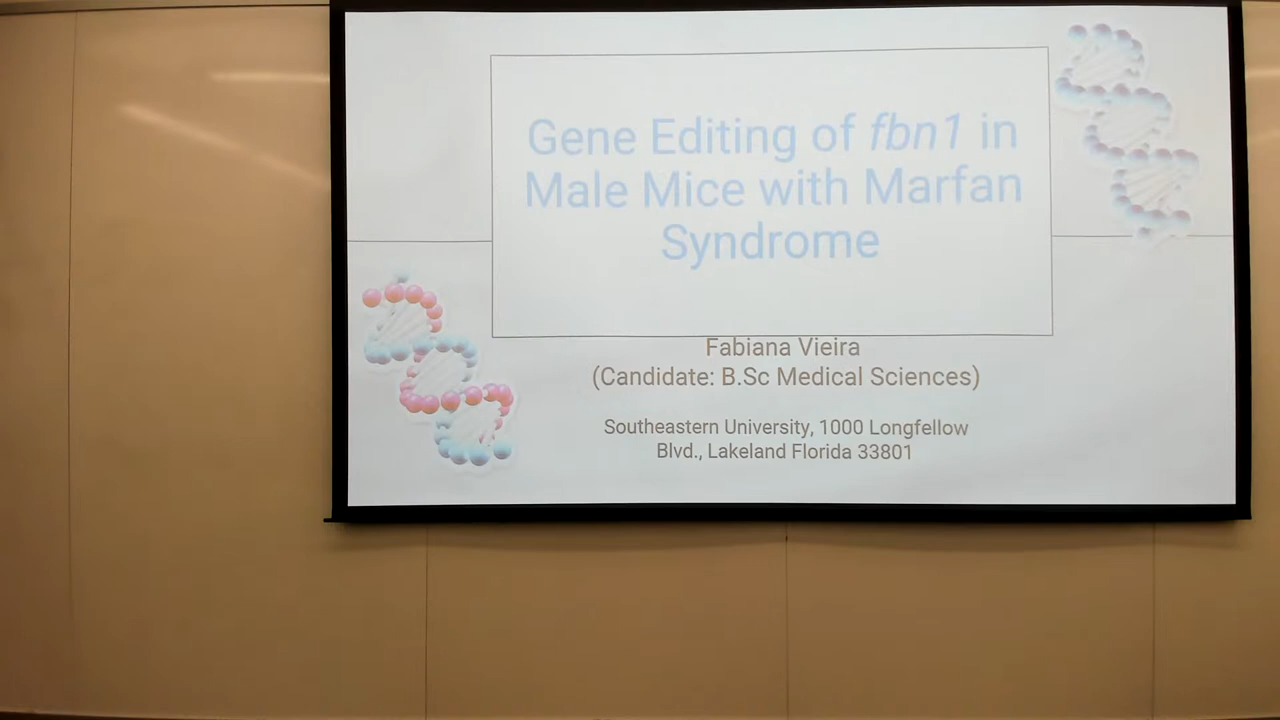 Gene Editing of fbn1 in
Male Mice with Marfan
Syndrome
Fabiana Vieira
(Candidate: B.Sc Medical Sciences)
Southeastern University, 1000 Longfellow
Blvd., Lakeland Florida 33801